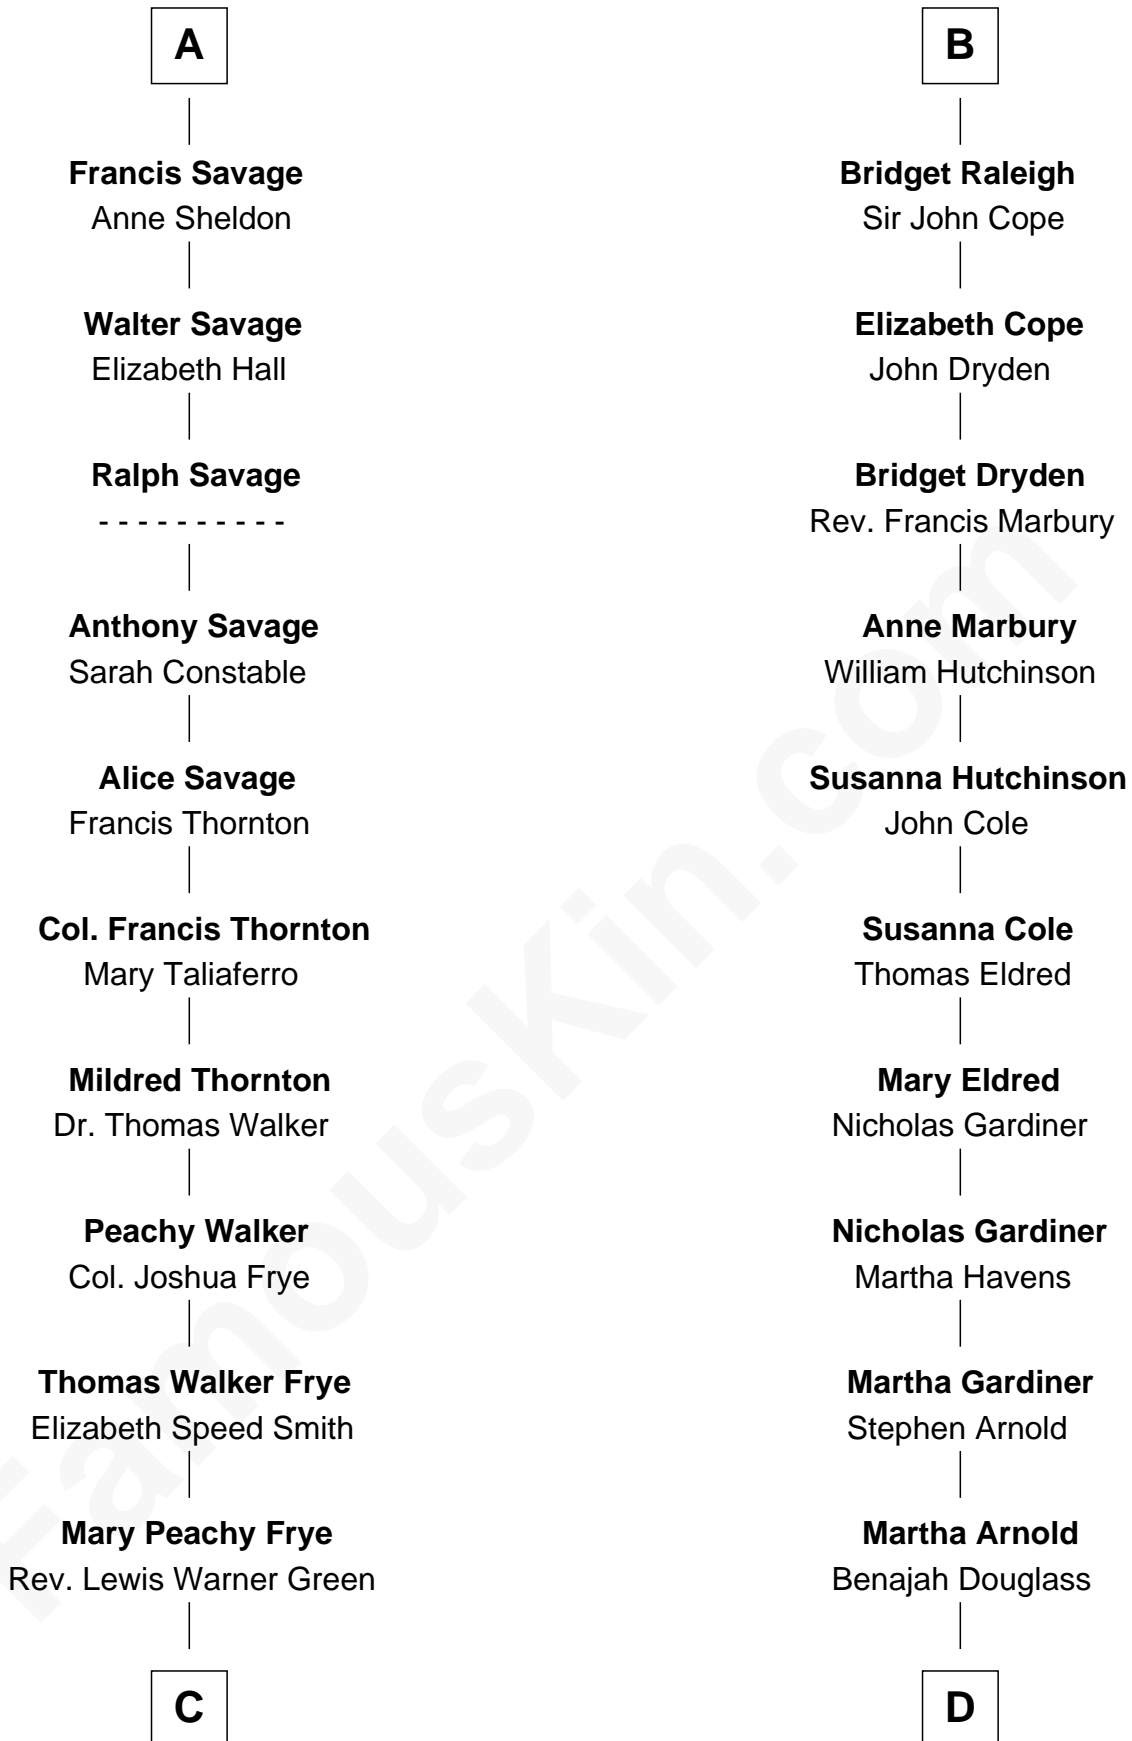 A
Francis Savage
Anne Sheldon
Walter Savage
Elizabeth Hall
Ralph Savage
- - - - - - - - - -
Anthony Savage
Sarah Constable
Alice Savage
Francis Thornton
Col. Francis Thornton
Mary Taliaferro
Mildred Thornton
Dr. Thomas Walker
Peachy Walker
Col. Joshua Frye
Thomas Walker Frye
Elizabeth Speed Smith
Mary Peachy Frye
Rev. Lewis Warner Green
C
B
Bridget Raleigh
Sir John Cope
Elizabeth Cope
John Dryden
Bridget Dryden
Rev. Francis Marbury
Anne Marbury
William Hutchinson
Susanna Hutchinson
John Cole
Susanna Cole
Thomas Eldred
Mary Eldred
Nicholas Gardiner
Nicholas Gardiner
Martha Havens
Martha Gardiner
Stephen Arnold
Martha Arnold
Benajah Douglass
D
FamousKin.com